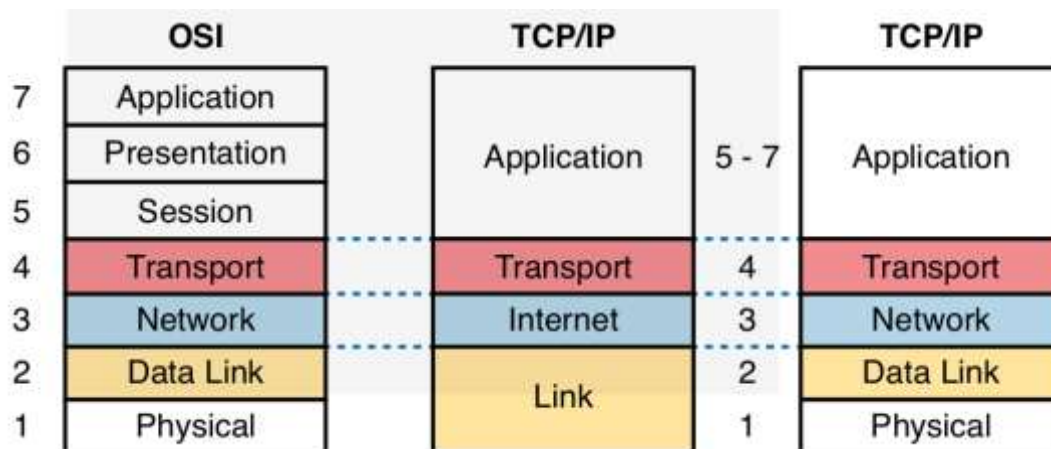 OSI TCP/IP TCP/IP
7 Application
6 Presentation Application 5 - 7 Application
5 Session
4 Transport Transport 4 Transport
3 Network Internet 3 Network
2 Data Link Link 2 Data Link
1 Physical 1 Physical